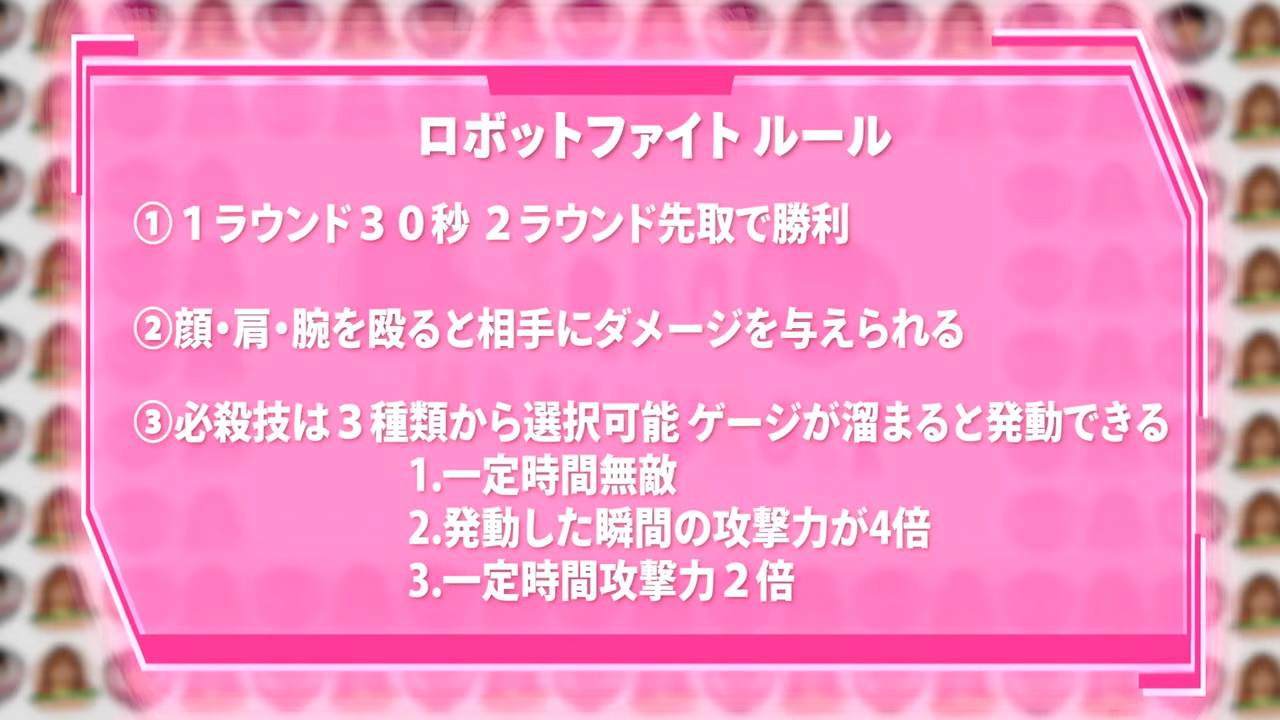 ロボットファイト ルール
①１ラウンド３０秒 ２ラウンド先取で勝利
②顔・肩・腕を殴ると相手にダメージを与えられる
③必殺技は３種類から選択可能 ゲージが溜まると発動できる
1.一定時間無敵
2.発動した瞬間の攻撃力が4倍
3.一定時間攻撃力２倍